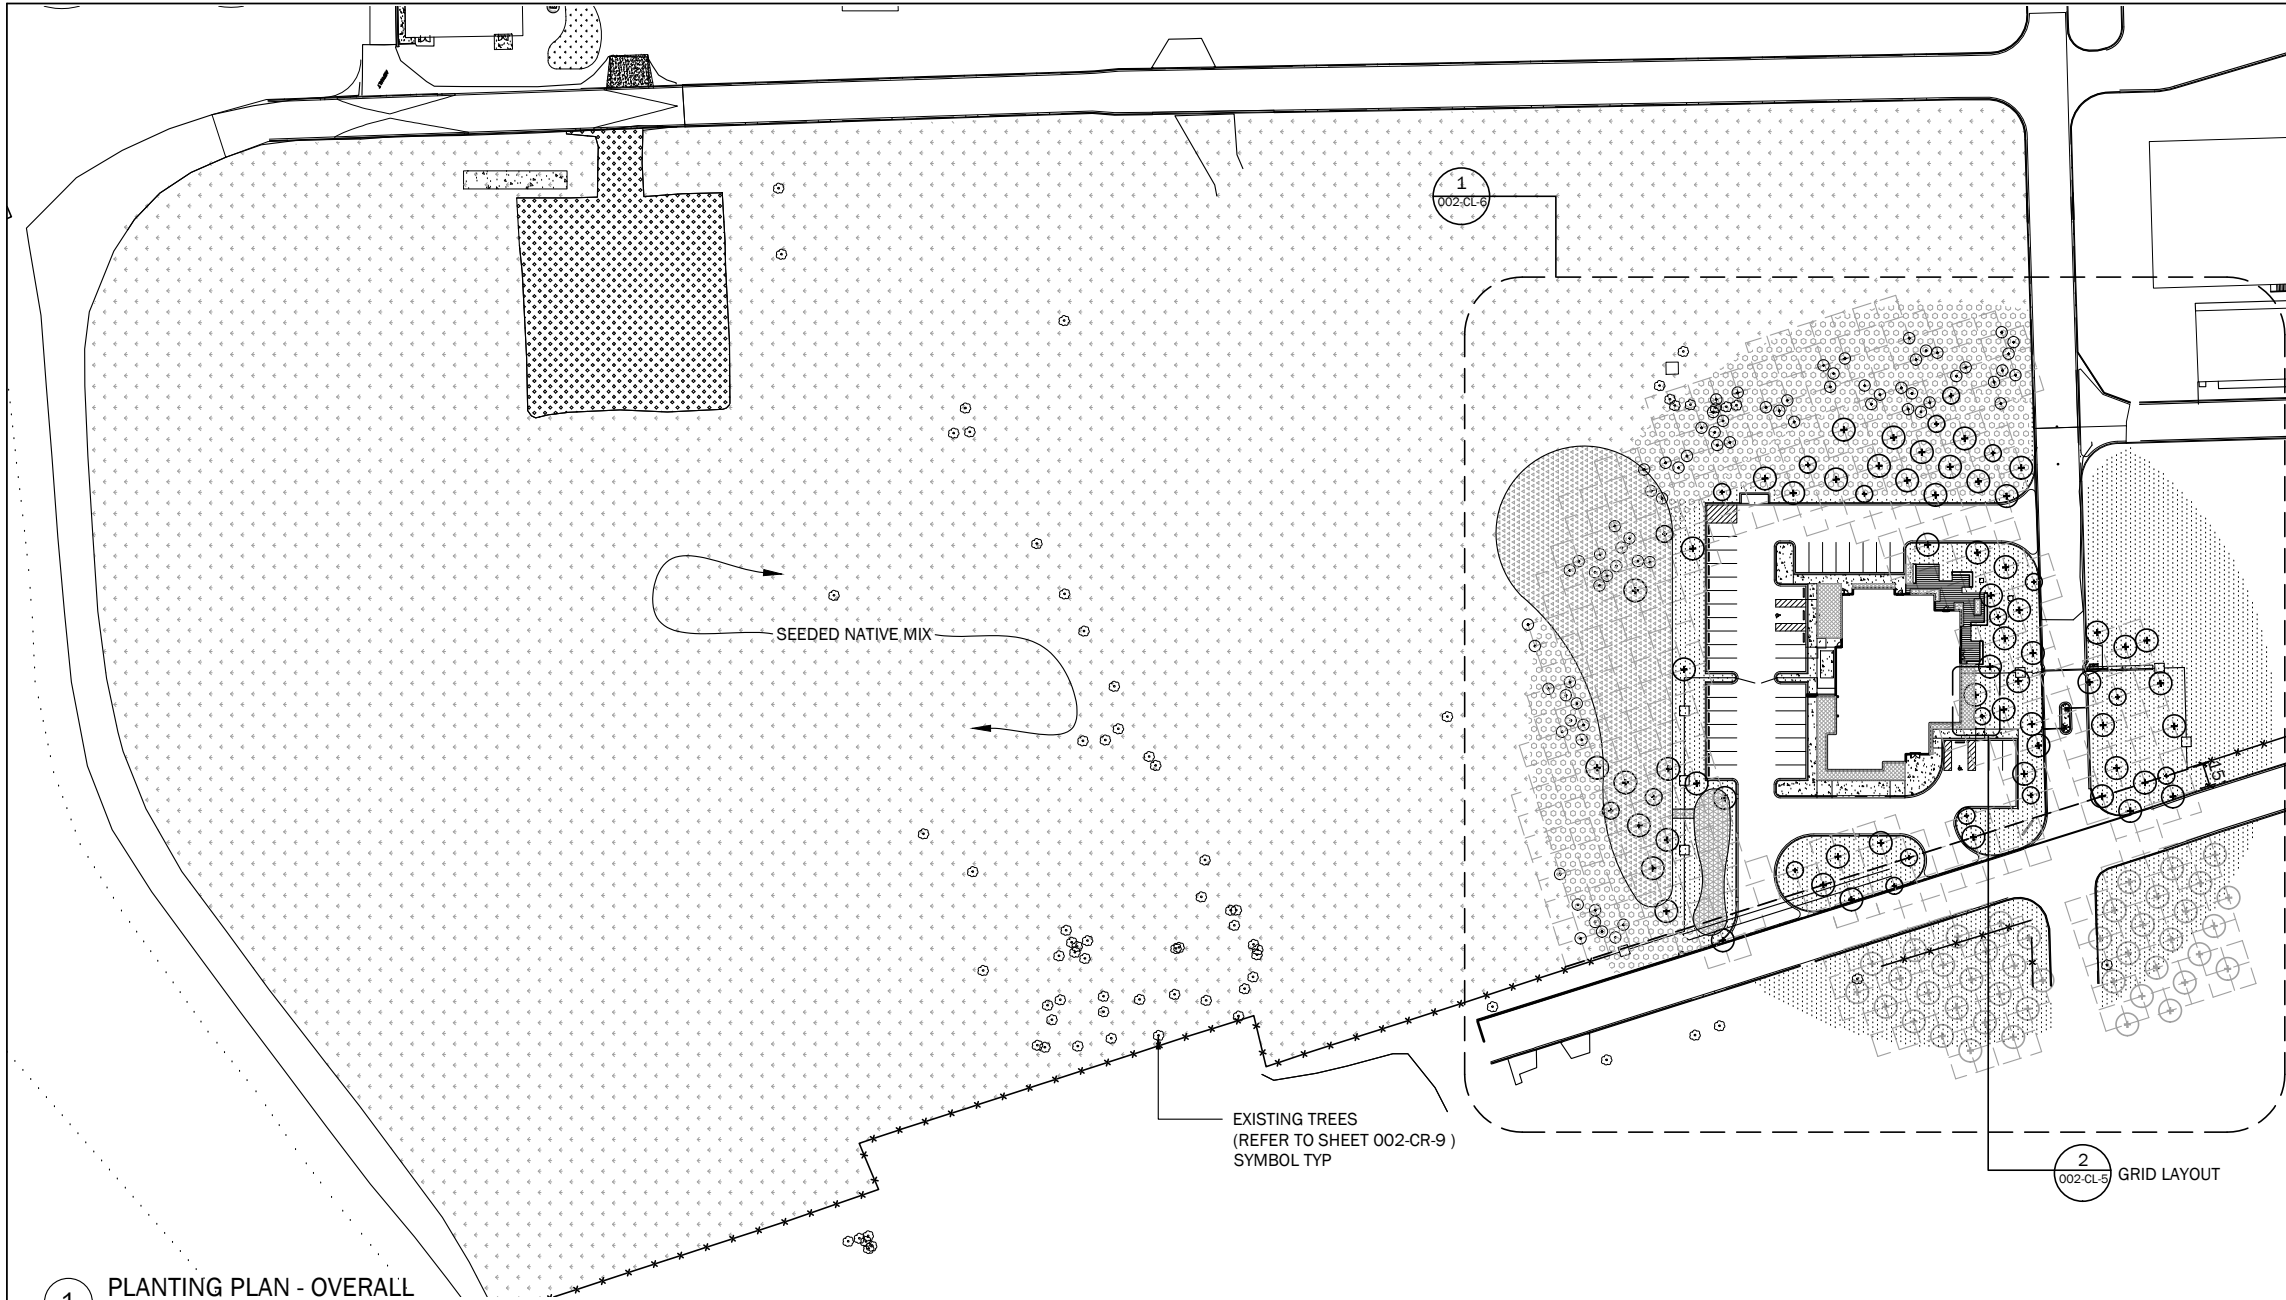 1
002-CL-6
SEEDED NATIVE MIX
15
EXISTING TREES
(REFER TO SHEET 002-CR-9 )
SYMBOL TYP
2
002-CL-5
GRID LAYOUT
1
PLANTING PLAN - OVERALL